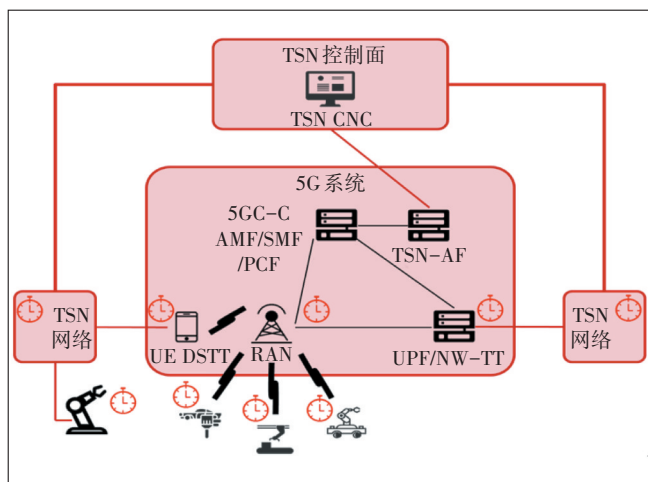 TSN控制面
TSN CNC
5G系统
5GC-C
AMF/SMF
/PCF
TSN-AF
TSN
网络
UE DSTT
RAN
UPF/NW-TT
TSN
网络